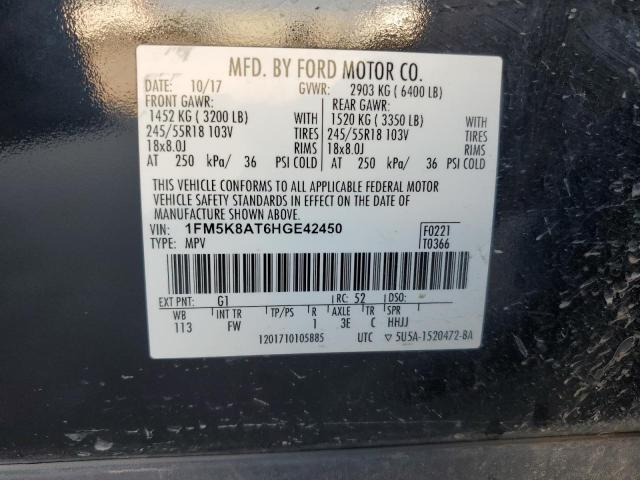 MFD. BY FORD MOTOR CO.
DATE: 10/17 GVWR: 2903 KG ( 6400 LB)
FRONT GAWR: REAR GAWR:
1452 KG ( 3200 LB) WITH 1520 KG ( 3350 LB) WITH
245/55R18 103V TIRES 245/55R18 103V TIRES
18x8.0J RIMS 18x8.0J RIMS
AT 250 kPa/ 36 PSI COLD AT 250 kPa/ 36 PSI COLD
THIS VEHICLE CONFORMS TO ALL APPLICABLE FEDERAL MOTOR
VEHICLE SAFETY STANDARDS IN EFFECT ON THE DATE OF
MANUFACTURE SHOWN ABOVE.
VIN: 1FM5K8AT6HGE42450 F0221
TYPE: MPV T0366
EXT PNT: G1 RC: 52 DSO:
WB INT TR TP/PS R AXLE TR SPR
113 FW 1 3E C HHJJ
1201710105885 UTC ▽ 5U5A-1520472-BA